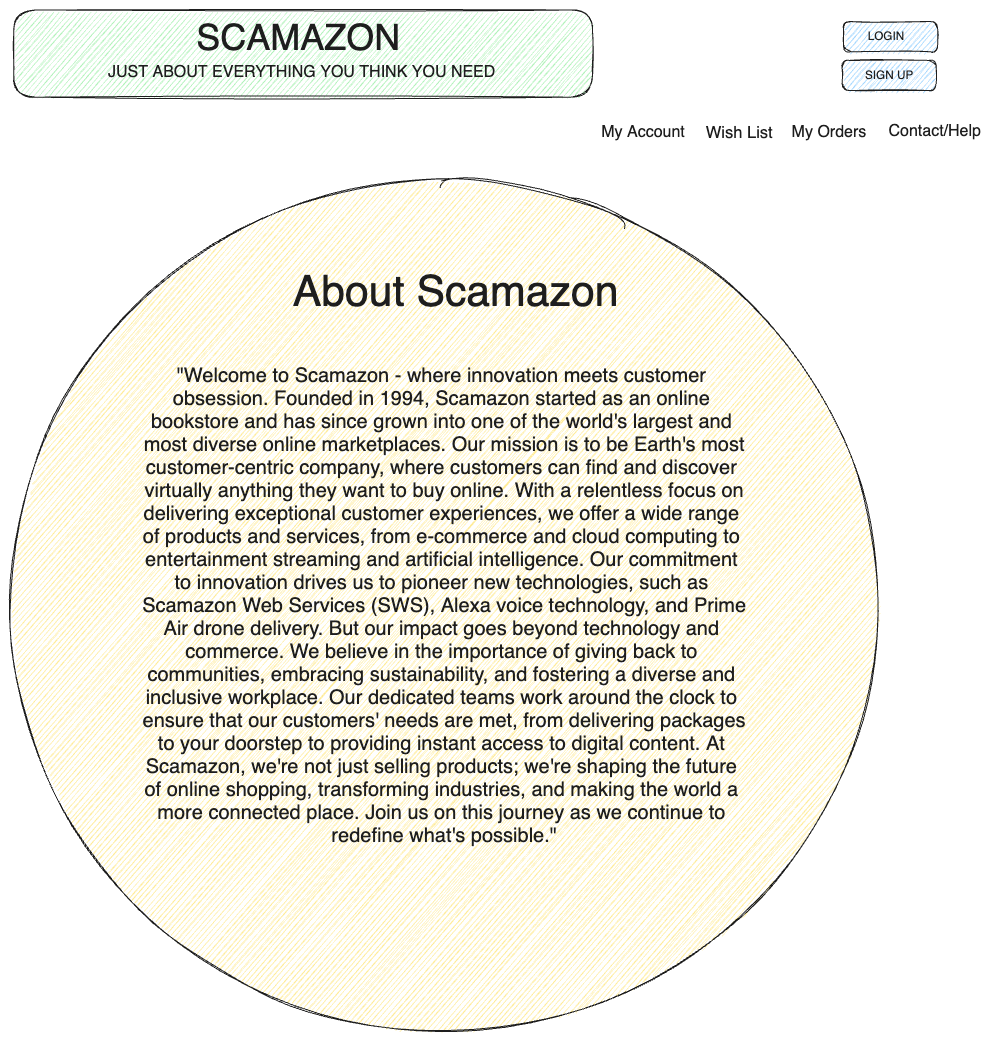 SCAMAZON
JUST ABOUT EVERYTHING YOU THINK YOU NEED
LOGIN
SIGN UP
My Account
Wish List
My Orders
Contact/Help
About Scamazon
"Welcome to Scamazon - where innovation meets customer
obsession. Founded in 1994, Scamazon started as an online
bookstore and has since grown into one of the world's largest and
most diverse online marketplaces. Our mission is to be Earth's most
customer-centric company, where customers can find and discover
virtually anything they want to buy online. With a relentless focus on
delivering exceptional customer experiences, we offer a wide range
of products and services, from e-commerce and cloud computing to
entertainment streaming and artificial intelligence. Our commitment
to innovation drives us to pioneer new technologies, such as
Scamazon Web Services (SWS), Alexa voice technology, and Prime
Air drone delivery. But our impact goes beyond technology and
commerce. We believe in the importance of giving back to
communities, embracing sustainability, and fostering a diverse and
inclusive workplace. Our dedicated teams work around the clock to
ensure that our customers' needs are met, from delivering packages
to your doorstep to providing instant access to digital content. At
Scamazon, we're not just selling products; we're shaping the future
of online shopping, transforming industries, and making the world a
more connected place. Join us on this journey as we continue to
redefine what's possible."